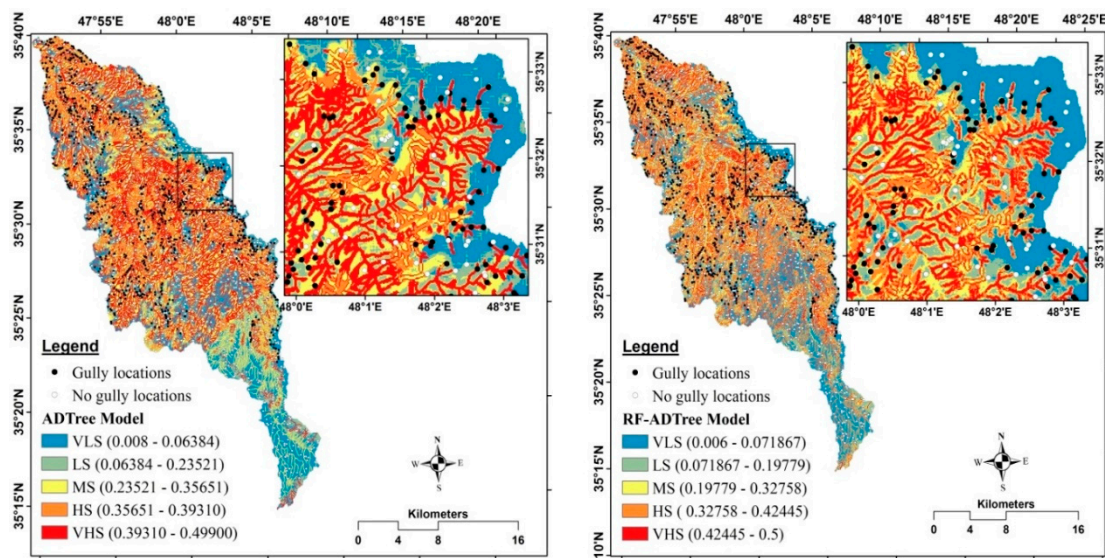 47°55'E 48°0'E 48°5'E 48°10'E 48°15'E 48°20'E
35°40'N
35°35'N
35°30'N
35°25'N
35°20'N
35°15'N
35°33'N
35°32'N
35°31'N
48°0'E 48°1'E 48°2'E 48°3'E
Legend
Gully locations
No gully locations
ADTree Model
VLS (0.008 - 0.06384)
LS (0.06384 - 0.23521)
MS (0.23521 - 0.35651)
HS (0.35651 - 0.39310)
VHS (0.39310 - 0.49900)
N
W E
S
Kilometers
0 4 8 16
47°55'E 48°0'E 48°5'E 48°10'E 48°15'E 48°20'E 48°25'E
35°40'N
35°35'N
35°30'N
35°25'N
35°20'N
35°15'N
35°10'N
35°33'N
35°32'N
35°31'N
48°0'E 48°1'E 48°2'E 48°3'E
Legend
Gully locations
No gully locations
RF-ADTree Model
VLS (0.006 - 0.071867)
LS (0.071867 - 0.19779)
MS (0.19779 - 0.32758)
HS ( 0.32758 - 0.42445)
VHS (0.42445 - 0.5)
N
W E
S
Kilometers
0 4 8 16